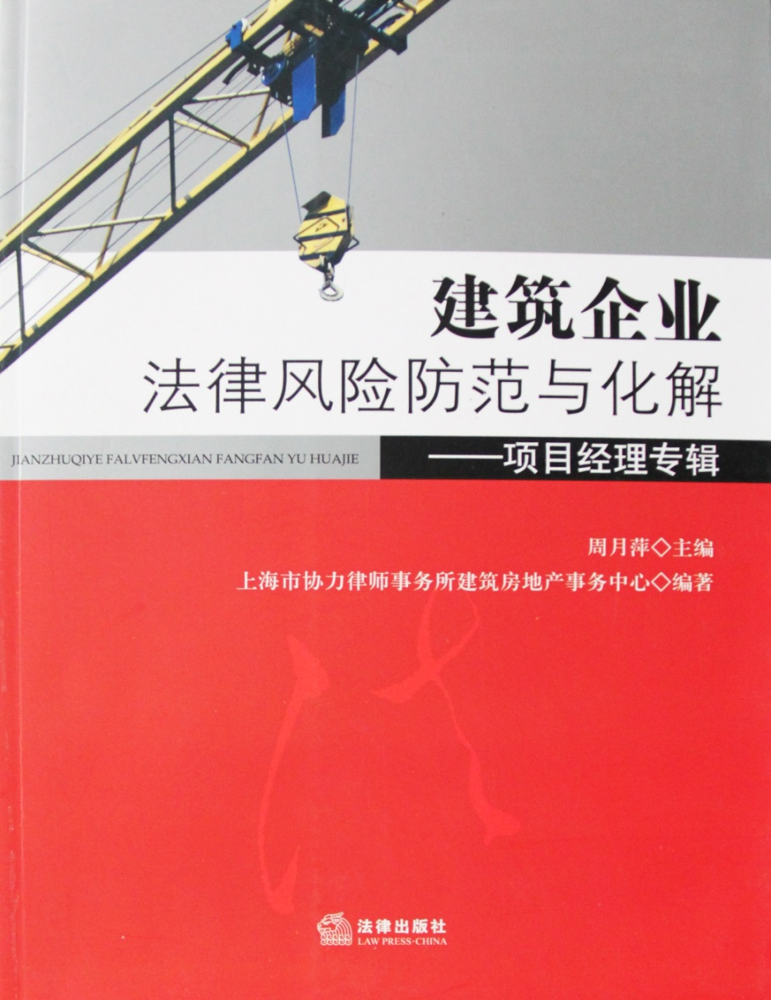 建筑企业
法律风险防范与化解
JIANZHUQIYE FALVFENGXIAN FANGFAN YU HUAJIE
——项目经理专辑
周月萍◇主编
上海市协力律师事务所建筑房地产事务中心◇编著
法律出版社
LAW PRESS·CHINA